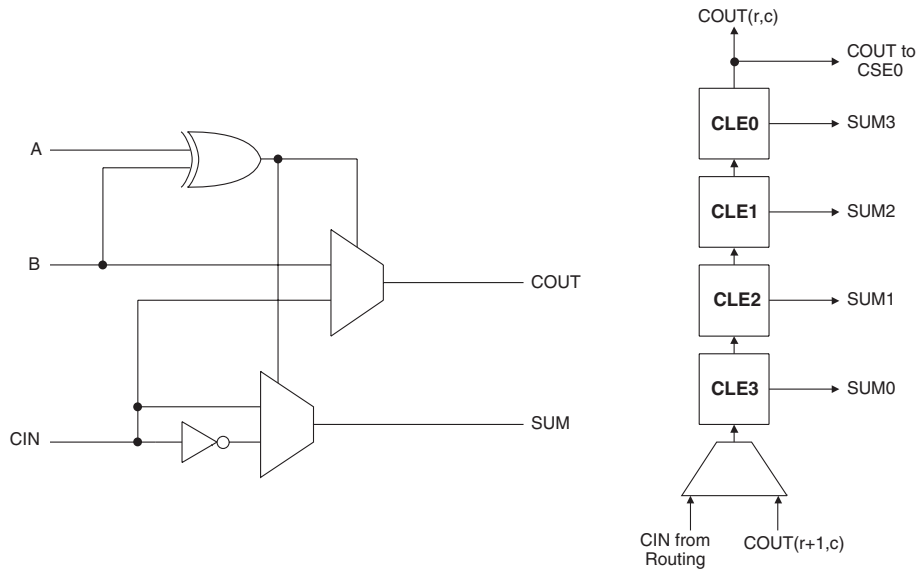 A
B
CIN
COUT
SUM
COUT(r,c)
COUT to
CSE0
CLE0
SUM3
CLE1
SUM2
CLE2
SUM1
CLE3
SUM0
CIN from
Routing
COUT(r+1,c)